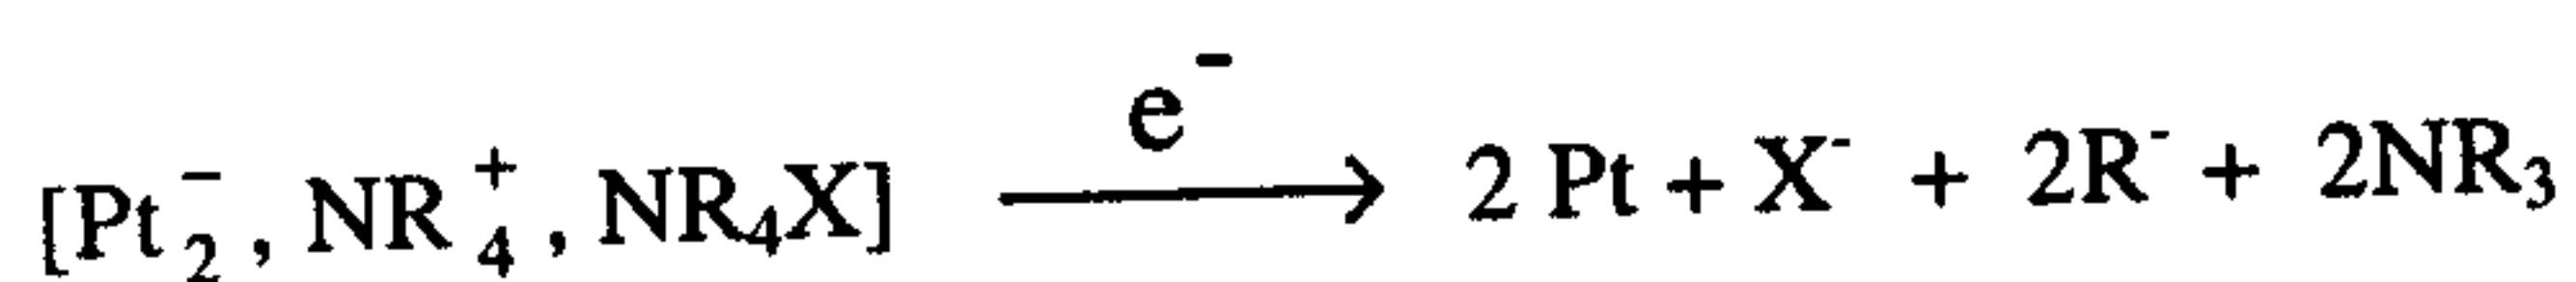 [Pt₂⁻, NR₄⁺, NR₄X] —e⁻→ 2 Pt + X⁻ + 2R⁻ + 2NR₃